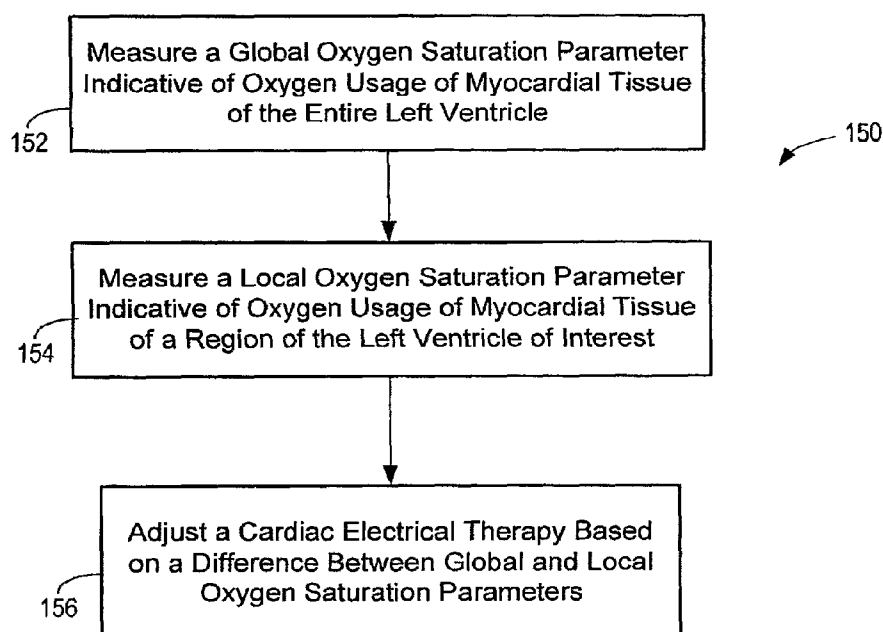 Measure a Global Oxygen Saturation Parameter
Indicative of Oxygen Usage of Myocardial Tissue
of the Entire Left Ventricle
152
150
Measure a Local Oxygen Saturation Parameter
Indicative of Oxygen Usage of Myocardial Tissue
of a Region of the Left Ventricle of Interest
154
Adjust a Cardiac Electrical Therapy Based
on a Difference Between Global and Local
Oxygen Saturation Parameters
156